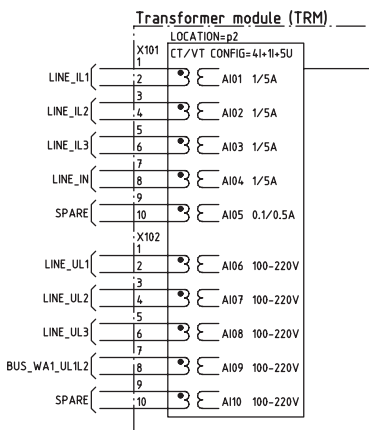 Transformer module (TRM)
LOCATION=p2
X101
CT/VT CONFIG=4I+1I+5U
1
LINE_IL1 2 AI01 1/5A
3
LINE_IL2 4 AI02 1/5A
5
LINE_IL3 6 AI03 1/5A
7
LINE_IN 8 AI04 1/5A
9
SPARE 10 AI05 0.1/0.5A
X102
1
LINE_UL1 2 AI06 100-220V
3
LINE_UL2 4 AI07 100-220V
5
LINE_UL3 6 AI08 100-220V
7
BUS_WA1_UL1L2 8 AI09 100-220V
9
SPARE 10 AI10 100-220V